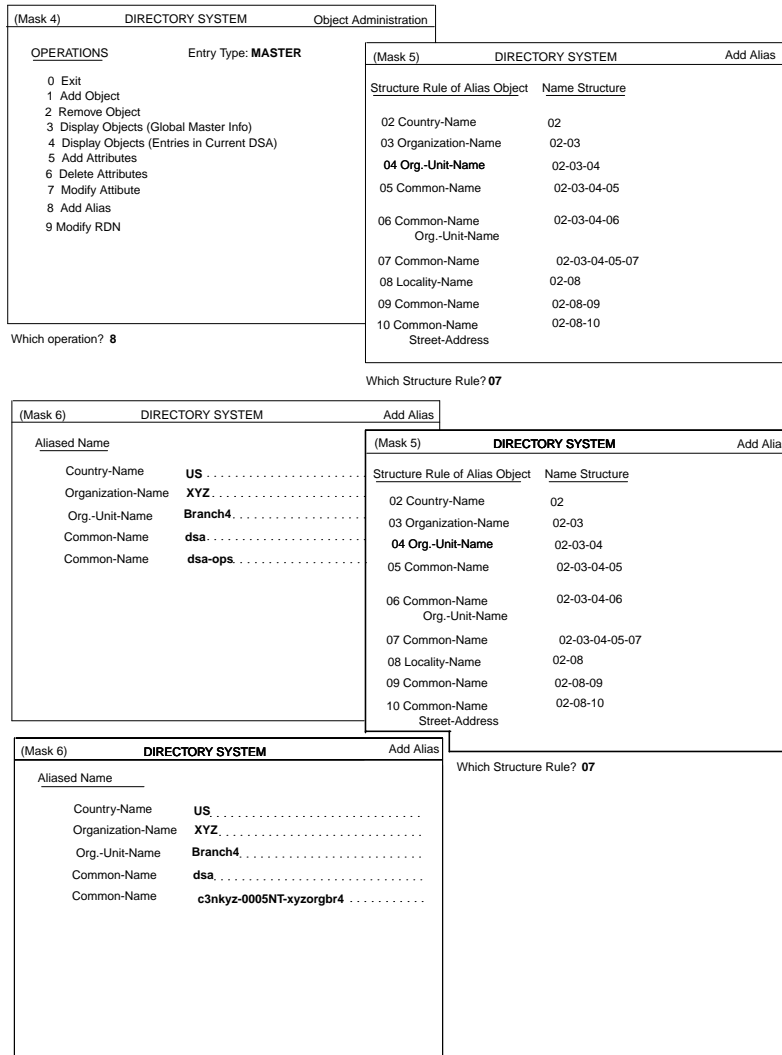 (Mask 4) DIRECTORY SYSTEM Object Administration
OPERATIONS Entry Type: MASTER
0 Exit
1 Add Object
2 Remove Object
3 Display Objects (Global Master Info)
4 Display Objects (Entries in Current DSA)
5 Add Attributes
6 Delete Attributes
7 Modify Attibute
8 Add Alias
9 Modify RDN
Which operation? 8
(Mask 5) DIRECTORY SYSTEM Add Alias
Structure Rule of Alias Object Name Structure
02 Country-Name 02
03 Organization-Name 02-03
04 Org.-Unit-Name 02-03-04
05 Common-Name 02-03-04-05
06 Common-Name 02-03-04-06
Org.-Unit-Name
07 Common-Name 02-03-04-05-07
08 Locality-Name 02-08
09 Common-Name 02-08-09
10 Common-Name 02-08-10
Street-Address
Which Structure Rule? 07
(Mask 6) DIRECTORY SYSTEM Add Alias
Aliased Name
Country-Name US
Organization-Name XYZ
Org.-Unit-Name Branch4
Common-Name dsa
Common-Name dsa-ops
(Mask 5) DIRECTORY SYSTEM Add Alia
Structure Rule of Alias Object Name Structure
02 Country-Name 02
03 Organization-Name 02-03
04 Org.-Unit-Name 02-03-04
05 Common-Name 02-03-04-05
06 Common-Name 02-03-04-06
Org.-Unit-Name
07 Common-Name 02-03-04-05-07
08 Locality-Name 02-08
09 Common-Name 02-08-09
10 Common-Name 02-08-10
Street-Address
Which Structure Rule? 07
(Mask 6) DIRECTORY SYSTEM Add Alias
Aliased Name
Country-Name US
Organization-Name XYZ
Org.-Unit-Name Branch4
Common-Name dsa
Common-Name c3nkyz-0005NT-xyzorgbr4